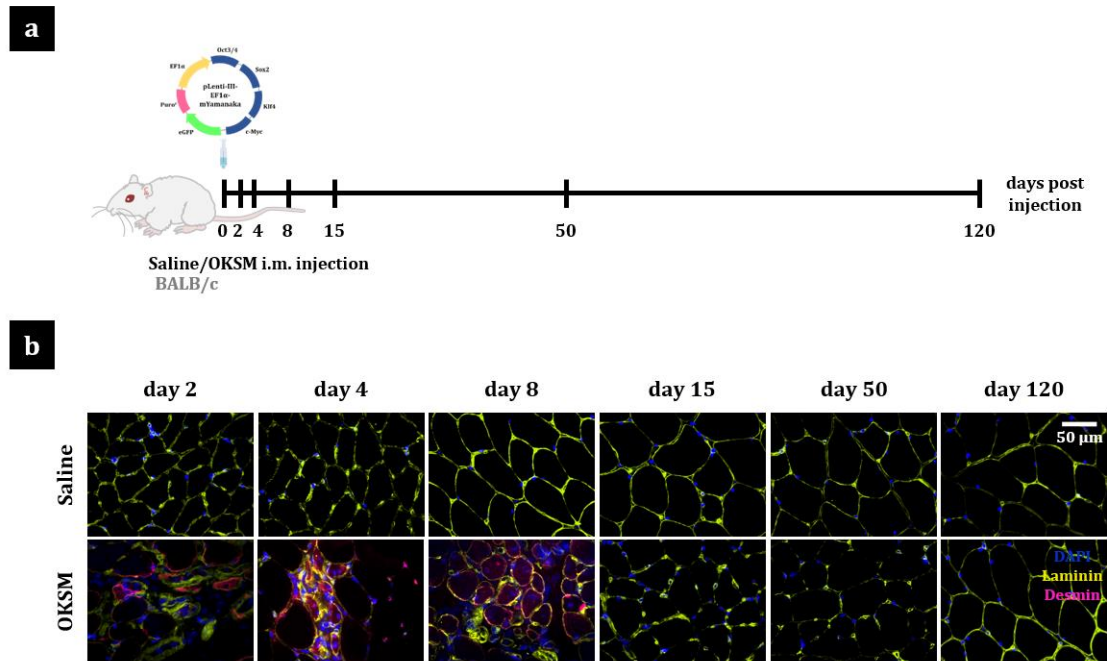 a
Oct3/4
EF1α
Sox2
pLenti-III-
EF1α-
mYamanaka
Puroʳ
Klf4
eGFP
c-Myc
days post
injection
0 2 4 8 15 50 120
Saline/OKSM i.m. injection
BALB/c
b
day 2 day 4 day 8 day 15 day 50 day 120
Saline
50 µm
OKSM
DAPI
Laminin
Desmin